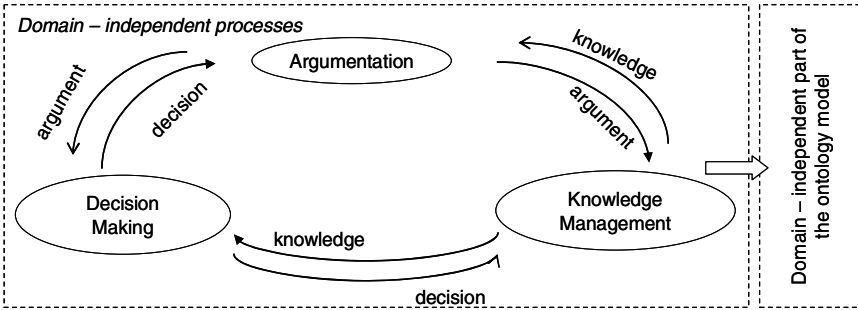 Domain – independent processes
Argumentation
knowledge
argument
decision
argument
Decision
Making
Knowledge
Management
knowledge
decision
Domain – independent part of
the ontology model